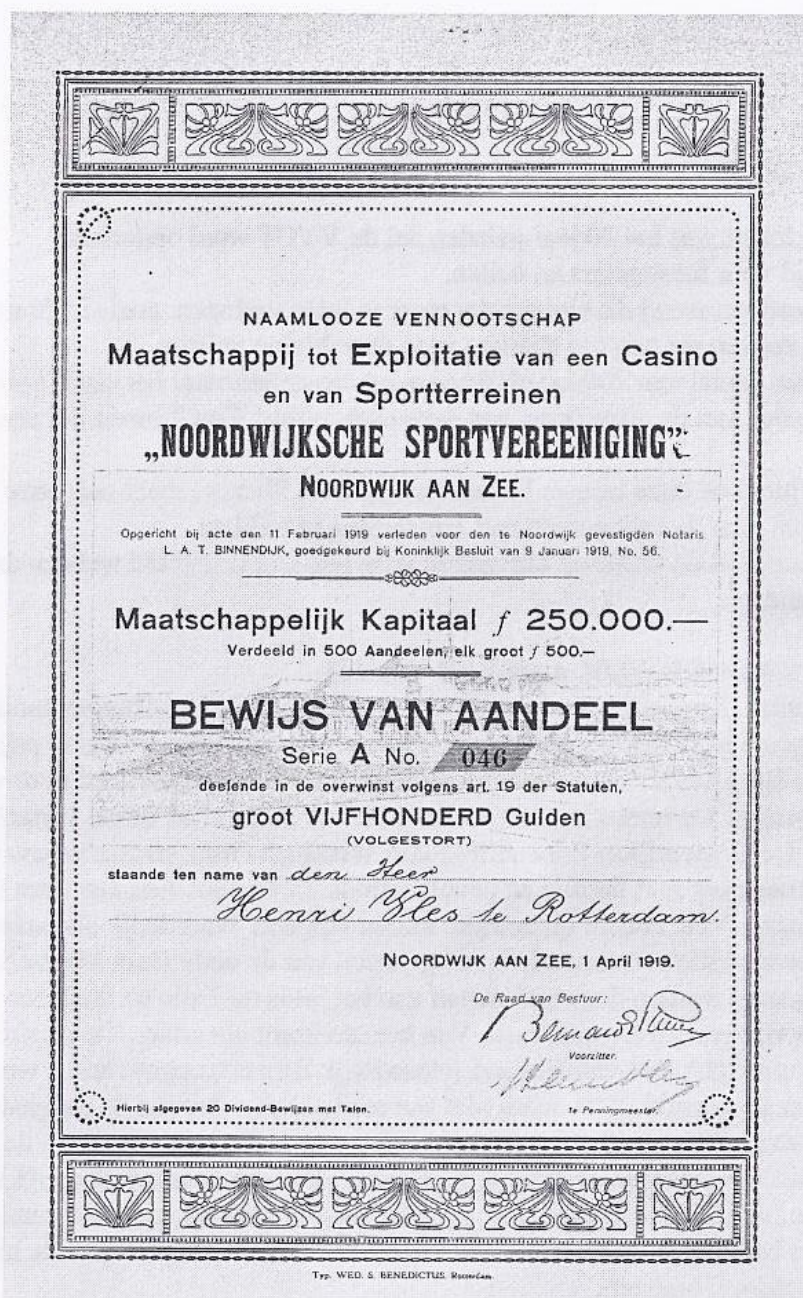 NAAMLOOZE VENNOOTSCHAP
Maatschappij tot Exploitatie van een Casino
en van Sportterreinen
„NOORDWIJKSCHE SPORTVEREENIGING”
NOORDWIJK AAN ZEE.
Opgericht bij acte den 11 Februari 1919 verleden voor den te Noordwijk gevestigden Notaris
L. A. T. BINNENDIJK, goedgekeurd bij Koninklijk Besluit van 9 Januari 1919, No. 56.
Maatschappelijk Kapitaal ƒ 250.000.—
Verdeeld in 500 Aandeelen, elk groot ƒ 500.—
BEWIJS VAN AANDEEL
Serie A No. 046
deelende in de overwinst volgens art. 19 der Statuten,
groot VIJFHONDERD Gulden
(VOLGESTORT)
staande ten name van den Heer
Henri Vles te Rotterdam.
NOORDWIJK AAN ZEE, 1 April 1919.
De Raad van Bestuur:
Voorzitter.
1e Penningmeester.
Hierbij afgegeven 20 Dividend-Bewijzen met Talon.
Typ. WED. S. BENEDICTUS, Rotterdam